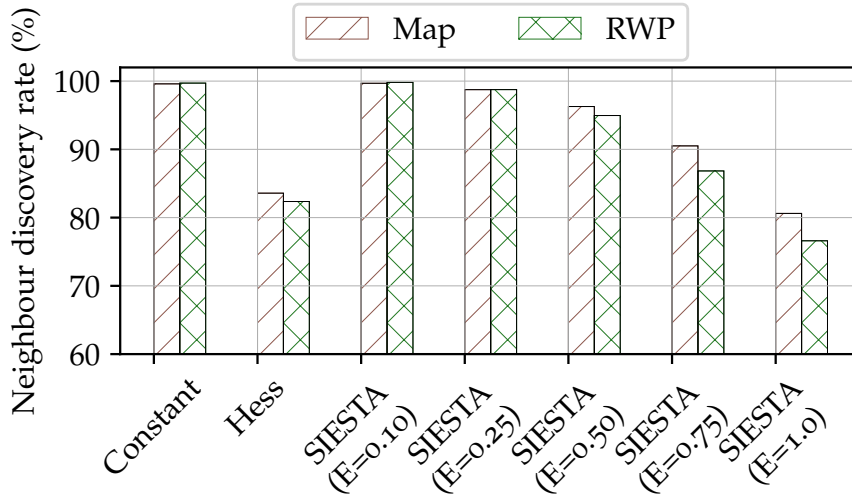 Map RWP
Neighbour discovery rate (%)
100
90
80
70
60
Constant
Hess
SIESTA
(E=0.10)
SIESTA
(E=0.25)
SIESTA
(E=0.50)
SIESTA
(E=0.75)
SIESTA
(E=1.0)